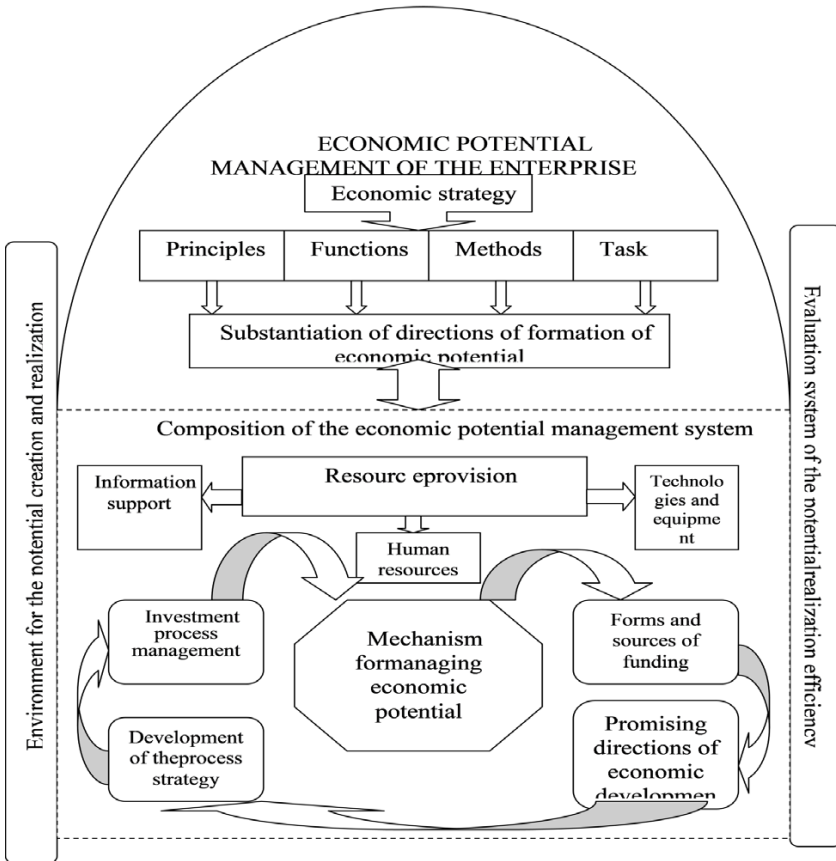 ECONOMIC POTENTIAL
MANAGEMENT OF THE ENTERPRISE
Economic strategy
Principles
Functions
Methods
Task
Substantiation of directions of formation of
economic potential
Composition of the economic potential management system
Information
support
Resourc eprovision
Technolo
gies and
equipme
nt
Human
resources
Investment
process
management
Mechanism
formanaging
economic
potential
Forms and
sources of
funding
Development
of theprocess
strategy
Promising
directions of
economic
developmen
Environment for the notential creation and realization
Evaluation system of the notentialrealization efficiency